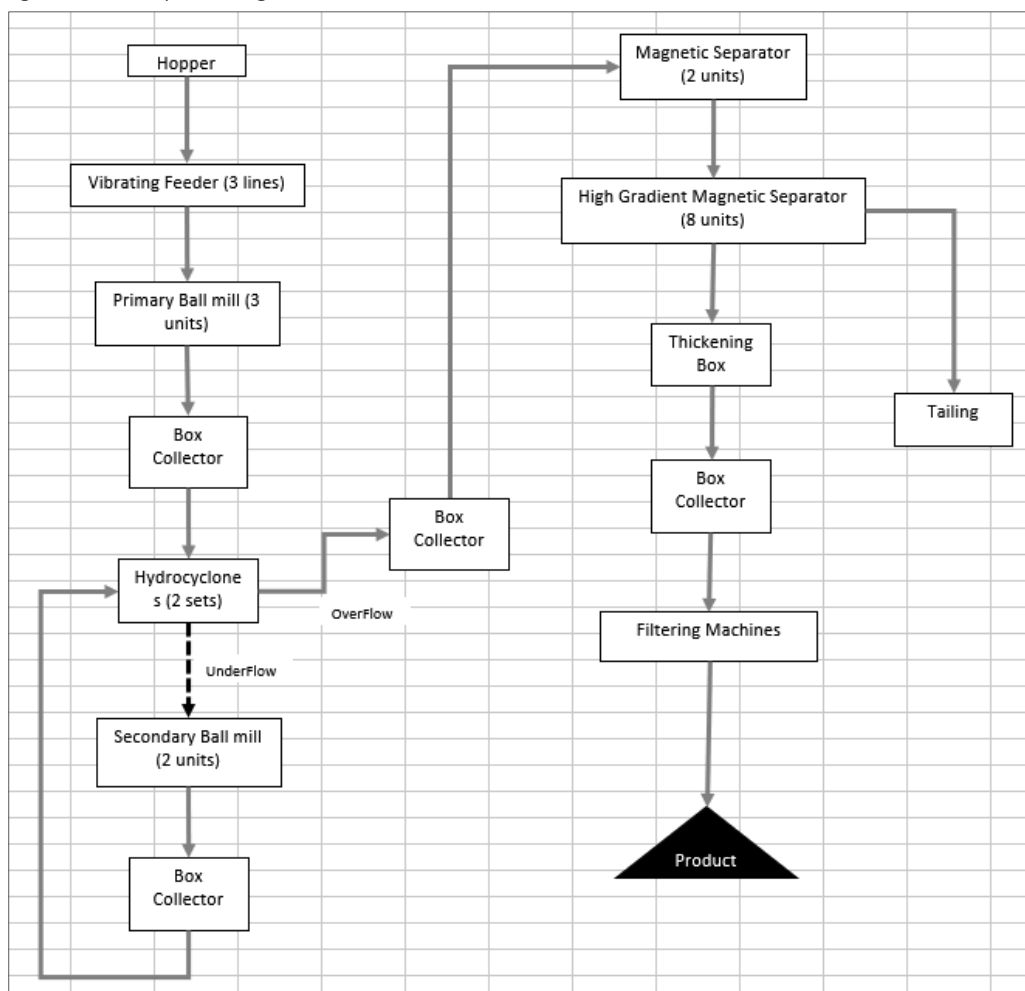 Hopper
Vibrating Feeder (3 lines)
Primary Ball mill (3
units)
Box
Collector
Hydrocyclone
s (2 sets)
OverFlow
UnderFlow
Secondary Ball mill
(2 units)
Box
Collector
Box
Collector
Magnetic Separator
(2 units)
High Gradient Magnetic Separator
(8 units)
Thickening
Box
Tailing
Box
Collector
Filtering Machines
Product